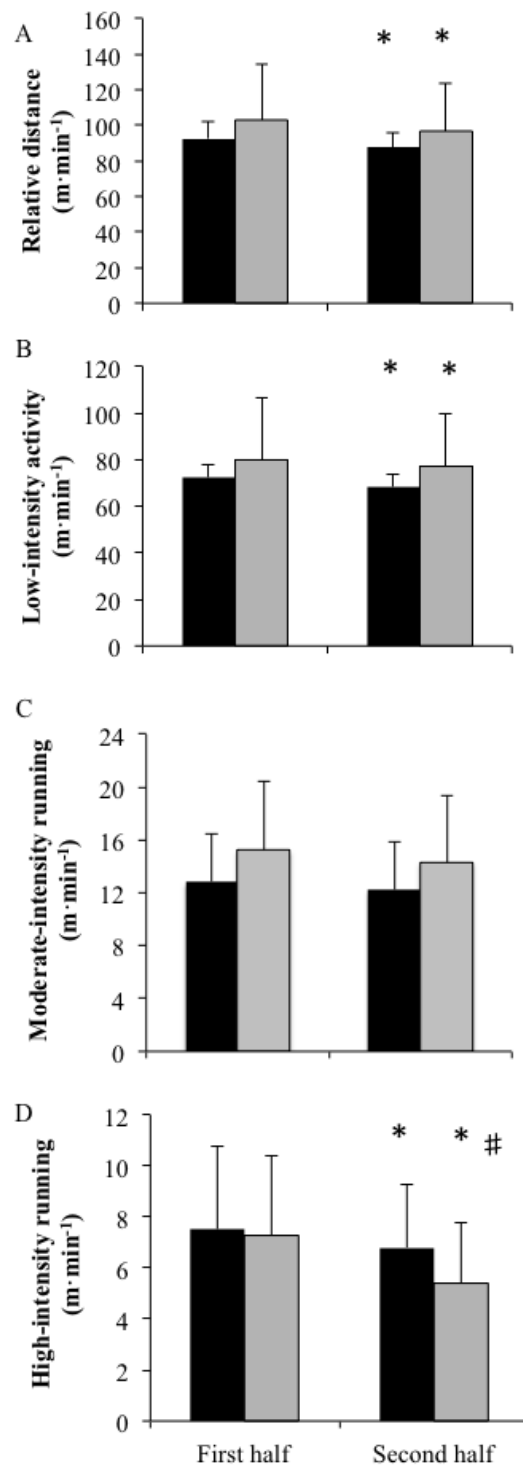 A
Relative distance
(m·min-1)
160
140
120
100
80
60
40
20
0
* *
B
Low-intensity activity
(m·min-1)
120
100
80
60
40
20
0
* *
C
Moderate-intensity running
(m·min-1)
24
20
16
12
8
4
0
D
High-intensity running
(m·min-1)
12
10
8
6
4
2
0
* * #
First half Second half